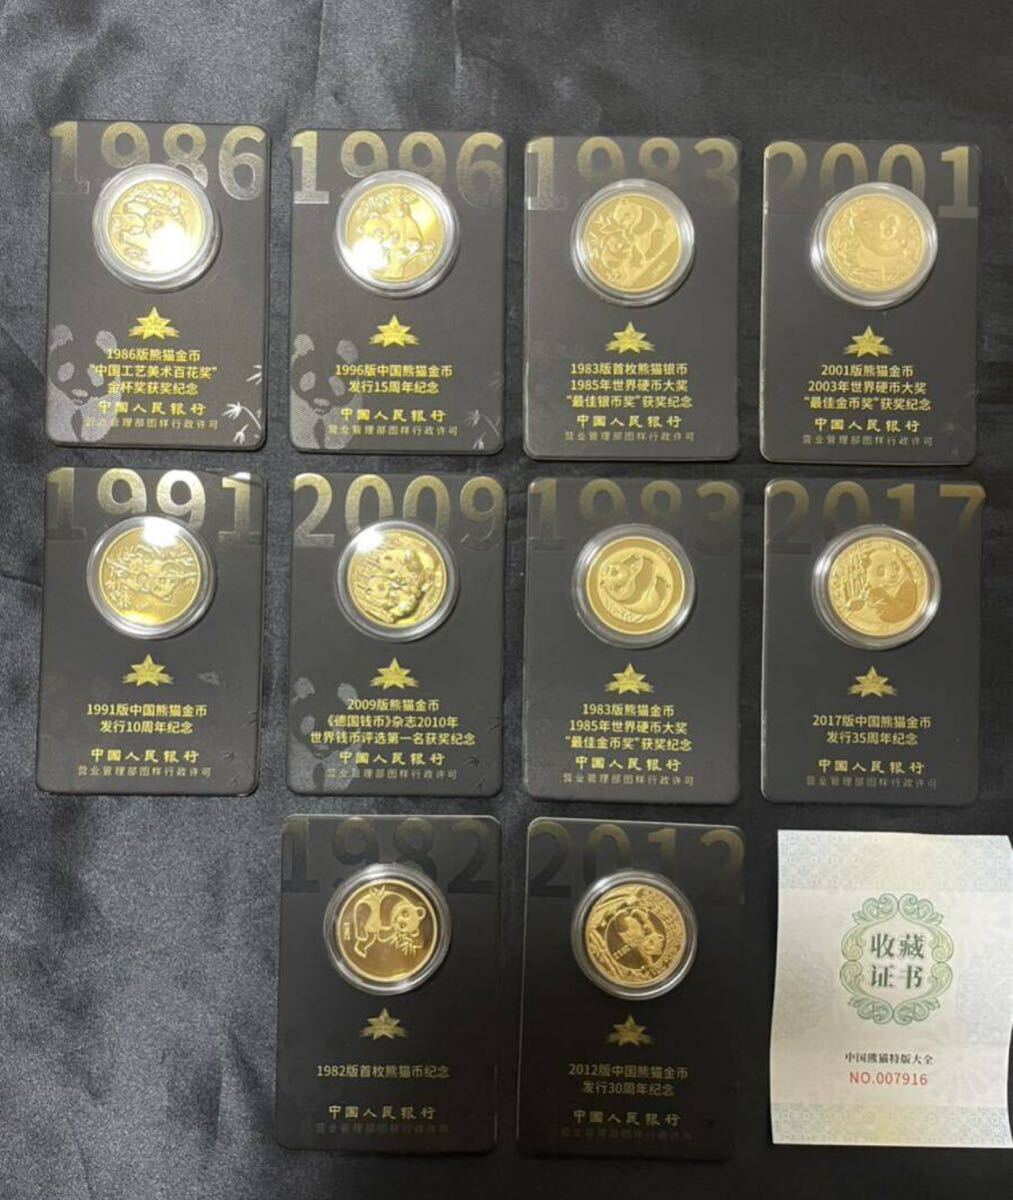 1986
1986版熊猫金币
“中国工艺美术百花奖”
金杯奖获奖纪念
中国人民银行
营业管理部图样行政许可
1996
1996版中国熊猫金币
发行15周年纪念
中国人民银行
营业管理部图样行政许可
1983
1983版首枚熊猫银币
1985年世界硬币大奖
“最佳银币奖”获奖纪念
中国人民银行
营业管理部图样行政许可
2001
2001版熊猫金币
2003年世界硬币大奖
“最佳金币奖”获奖纪念
中国人民银行
营业管理部图样行政许可
1991
1991版中国熊猫金币
发行10周年纪念
中国人民银行
营业管理部图样行政许可
2009
2009版熊猫金币
《德国钱币》杂志2010年
世界钱币评选第一名获奖纪念
中国人民银行
营业管理部图样行政许可
1983
1983版熊猫金币
1985年世界硬币大奖
“最佳金币奖”获奖纪念
中国人民银行
营业管理部图样行政许可
2017
2017版中国熊猫金币
发行35周年纪念
中国人民银行
营业管理部图样行政许可
1982
1982版首枚熊猫币纪念
中国人民银行
营业管理部图样行政许可
2012
2012版中国熊猫金币
发行30周年纪念
中国人民银行
营业管理部图样行政许可
收藏
证书
中国熊猫特版大全
NO.007916